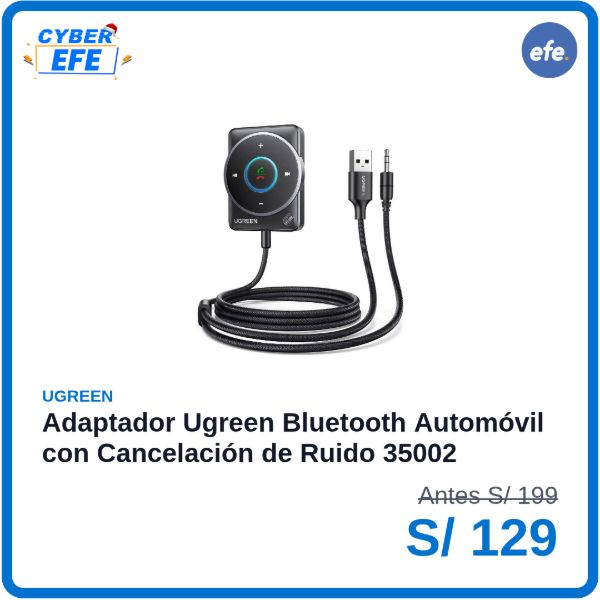 CYBER
EFE
efe.
UGREEN
UGREEN
Adaptador Ugreen Bluetooth Automóvil
con Cancelación de Ruido 35002
Antes S/ 199
S/ 129